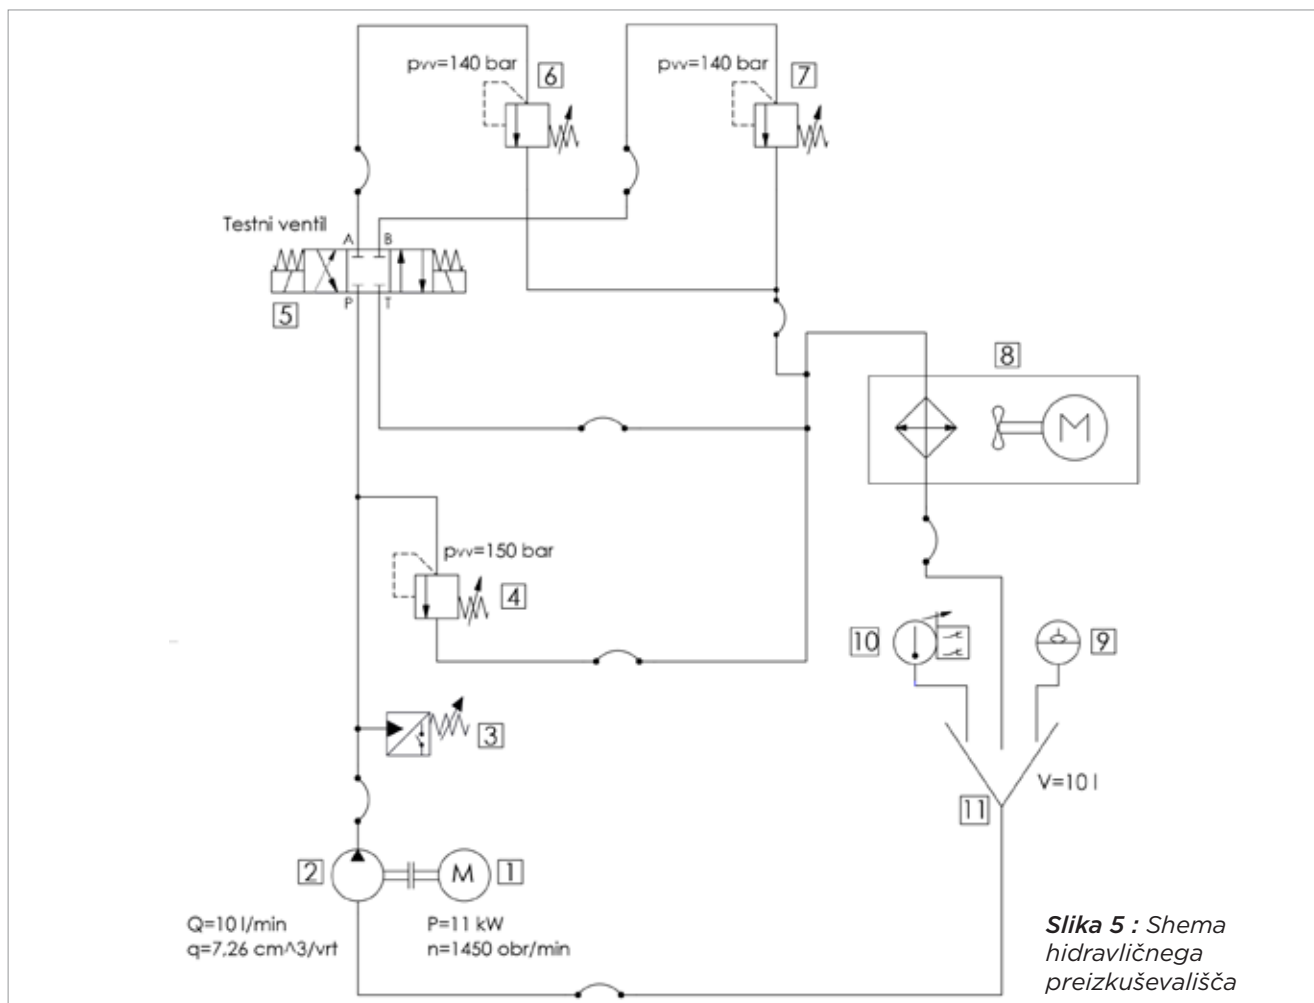 pvv=140 bar
6
pvv=140 bar
7
Testni ventil
A
B
P
T
5
8
M
pvv=150 bar
4
10
9
3
V=10 l
11
2
M
1
Q=10 l/min
q=7,26 cm^3/vrt
P=11 kW
n=1450 obr/min
Slika 5 : Shema
hidravličnega
preizkuševališča